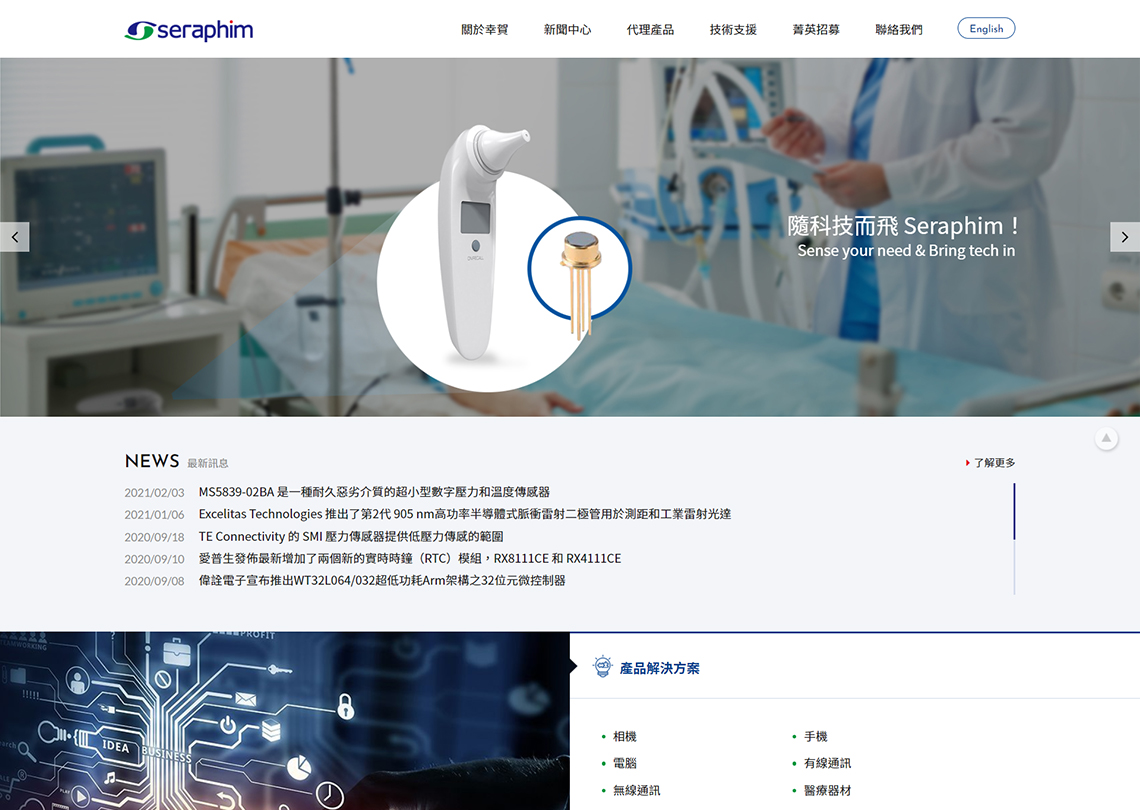 seraphim
關於幸賀 新聞中心 代理產品 技術支援 菁英招募 聯絡我們 English
隨科技而飛 Seraphim！
Sense your need & Bring tech in
NEWS 最新訊息
了解更多
2021/02/03 MS5839-02BA 是一種耐久惡劣介質的超小型數字壓力和溫度傳感器
2021/01/06 Excelitas Technologies 推出了第2代 905 nm高功率半導體式脈衝雷射二極管用於測距和工業雷射光達
2020/09/18 TE Connectivity 的 SMI 壓力傳感器提供低壓力傳感的範圍
2020/09/10 愛普生發佈最新增加了兩個新的實時時鐘（RTC）模組，RX8111CE 和 RX4111CE
2020/09/08 偉詮電子宣布推出WT32L064/032超低功耗Arm架構之32位元微控制器
PROFIT
IDEA
BUSINESS
PLAY
產品解決方案
相機
手機
電腦
有線通訊
無線通訊
醫療器材